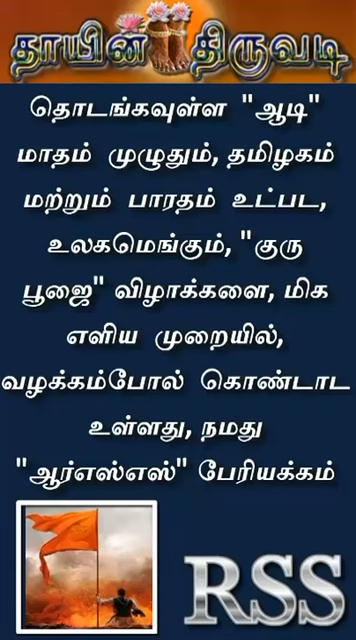 தாயின் திருவடி
தொடங்கவுள்ள "ஆடி"
மாதம் முழுதும், தமிழகம்
மற்றும் பாரதம் உட்பட,
உலகமெங்கும், "குரு
பூஜை" விழாக்களை, மிக
எளிய முறையில்,
வழக்கம்போல் கொண்டாட
உள்ளது, நமது
"ஆர்எஸ்எஸ்" பேரியக்கம்
RSS